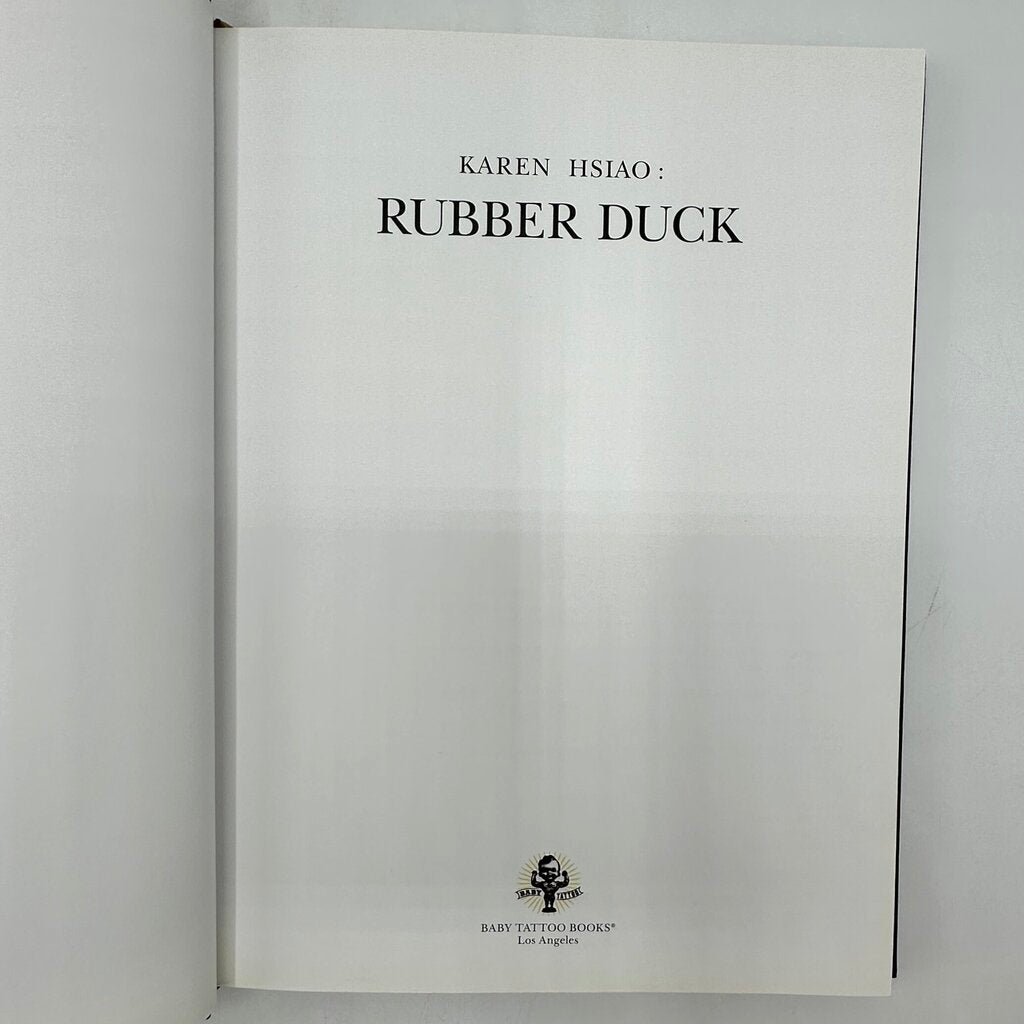 KAREN HSIAO:
RUBBER DUCK
BABY TATTOO
BABY TATTOO BOOKS®
Los Angeles